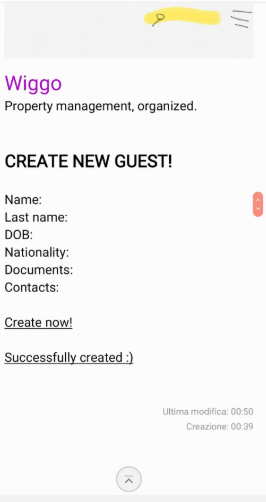 Wiggo
Property management, organized.
CREATE NEW GUEST!
Name:
Last name:
DOB:
Nationality:
Documents:
Contacts:
Create now!
Successfully created :)
Ultima modifica: 00:50
Creazione: 00:39